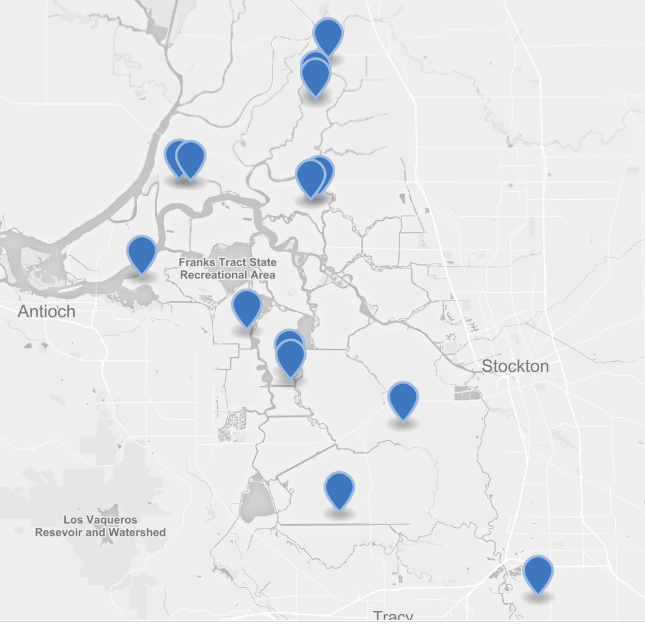 Franks Tract State
Recreational Area
Antioch
Stockton
Los Vaqueros
Resevoir and Watershed
Tracy